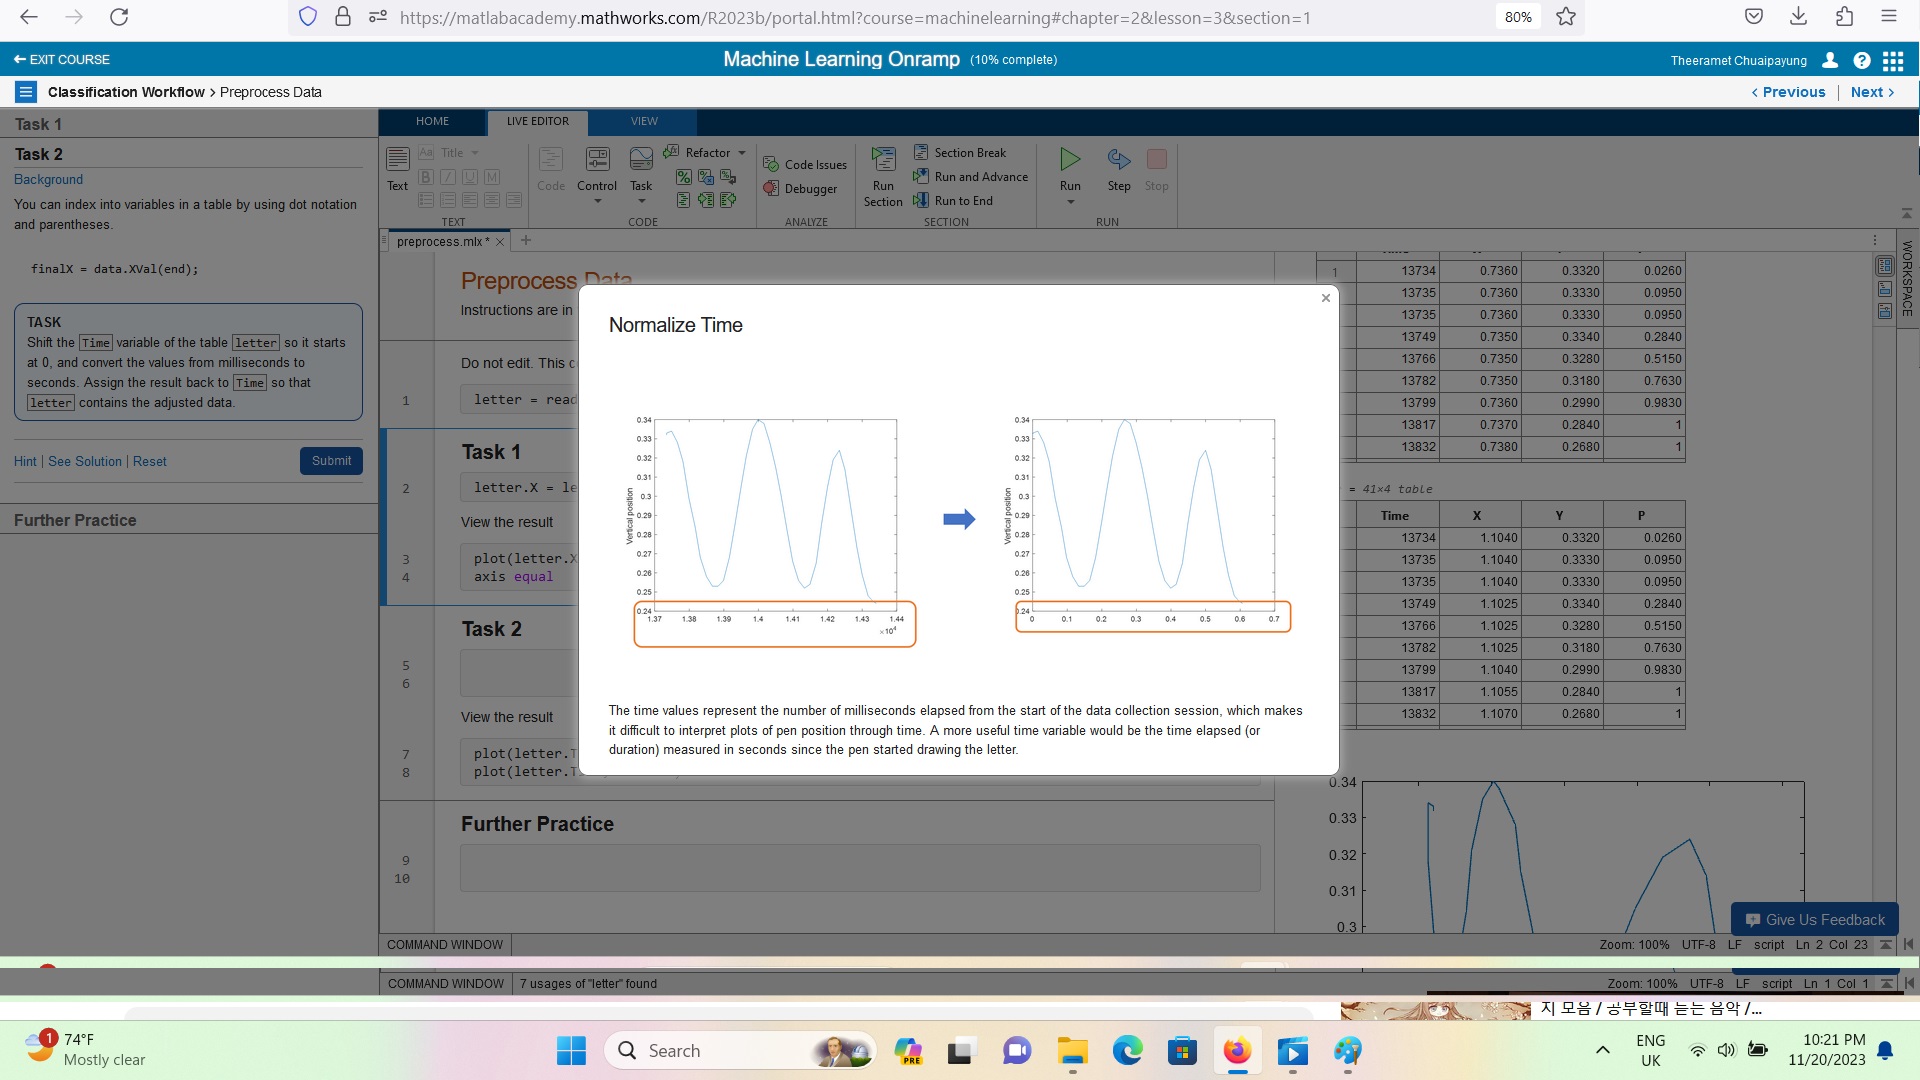 https://matlabacademy.mathworks.com/R2023b/portal.html?course=machinelearning#chapter=2&lesson=3&section=1
80%
EXIT COURSE
Machine Learning Onramp (10% complete)
Theeramet Chuaipayung
Classification Workflow > Preprocess Data
< Previous | Next >
Task 1
Task 2
Background
You can index into variables in a table by using dot notation
and parentheses.
finalX = data.XVal(end);
TASK
Shift the Time variable of the table letter so it starts
at 0, and convert the values from milliseconds to
seconds. Assign the result back to Time so that
letter contains the adjusted data.
Hint | See Solution | Reset
Submit
Further Practice
HOME
LIVE EDITOR
VIEW
Text
Aa Title
B I U M
TEXT
Code
Control
Task
Refactor
CODE
Code Issues
Debugger
ANALYZE
Run
Section
Section Break
Run and Advance
Run to End
SECTION
Run
Step
Stop
RUN
preprocess.mlx *
WORKSPACE
Preprocess Data
Instructions are in
Do not edit. This
1 letter = read
Task 1
2 letter.X = le
View the result
3 plot(letter.X
4 axis equal
Task 2
5
6
View the result
7 plot(letter.
8 plot(letter.
Further Practice
9
10
1 13734 0.7360 0.3320 0.0260
13735 0.7360 0.3330 0.0950
13735 0.7360 0.3330 0.0950
13749 0.7350 0.3340 0.2840
13766 0.7350 0.3280 0.5150
13782 0.7350 0.3180 0.7630
13799 0.7360 0.2990 0.9830
13817 0.7370 0.2840 1
13832 0.7380 0.2680 1
= 41×4 table
Time X Y P
13734 1.1040 0.3320 0.0260
13735 1.1040 0.3330 0.0950
13735 1.1040 0.3330 0.0950
13749 1.1025 0.3340 0.2840
13766 1.1025 0.3280 0.5150
13782 1.1025 0.3180 0.7630
13799 1.1040 0.2990 0.9830
13817 1.1055 0.2840 1
13832 1.1070 0.2680 1
0.34
0.33
0.32
0.31
0.3
Normalize Time
0.34
0.33
0.32
0.31
0.3
0.29
0.28
0.27
0.26
0.25
0.24
Vertical position
1.37 1.38 1.39 1.4 1.41 1.42 1.43 1.44
×10⁴
0.34
0.33
0.32
0.31
0.3
0.29
0.28
0.27
0.26
0.25
0.24
Vertical position
0 0.1 0.2 0.3 0.4 0.5 0.6 0.7
The time values represent the number of milliseconds elapsed from the start of the data collection session, which makes
it difficult to interpret plots of pen position through time. A more useful time variable would be the time elapsed (or
duration) measured in seconds since the pen started drawing the letter.
Give Us Feedback
COMMAND WINDOW
Zoom: 100% UTF-8 LF script Ln 2 Col 23
COMMAND WINDOW
7 usages of "letter" found
Zoom: 100% UTF-8 LF script Ln 1 Col 1
지 모음 / 공부할때 듣는 음악 /...
1
74°F
Mostly clear
Search
PRE
ENG
UK
10:21 PM
11/20/2023